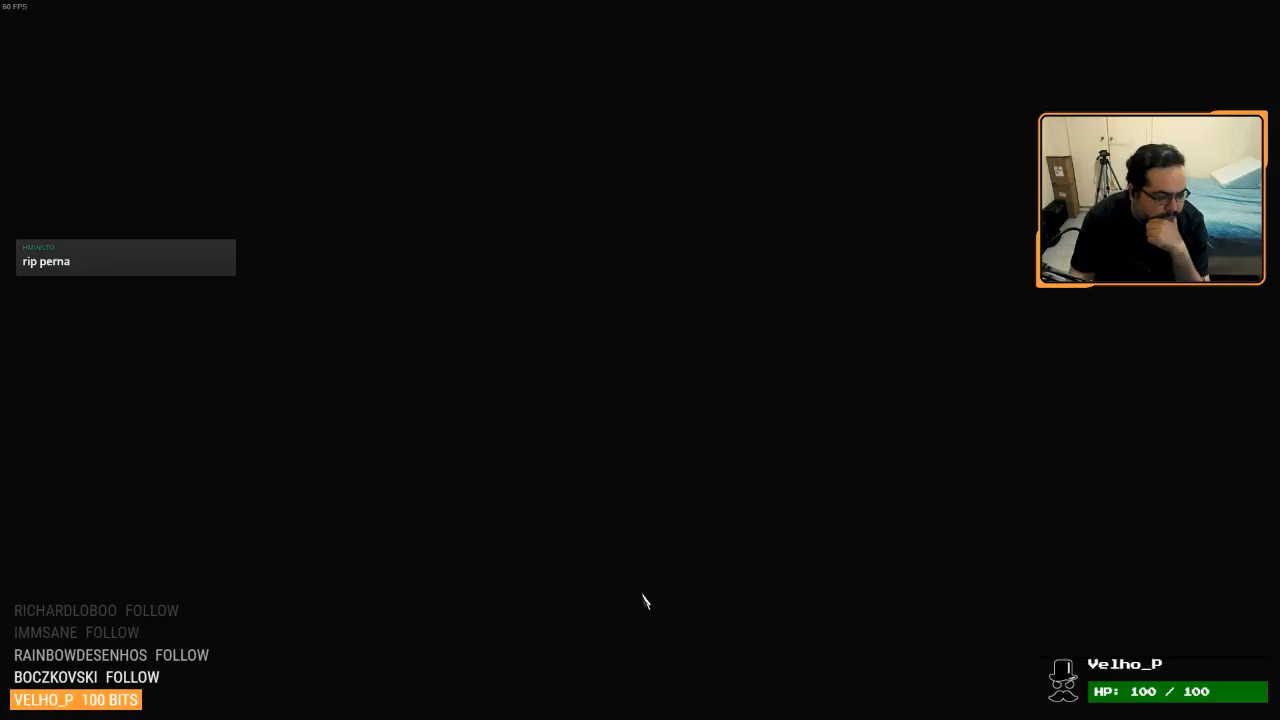 60 FPS
HMINUTO
rip perna
RICHARDLOBOO FOLLOW
IMMSANE FOLLOW
RAINBOWDESENHOS FOLLOW
BOCZKOVSKI FOLLOW
VELHO_P 100 BITS
Velho_P
HP: 100 / 100